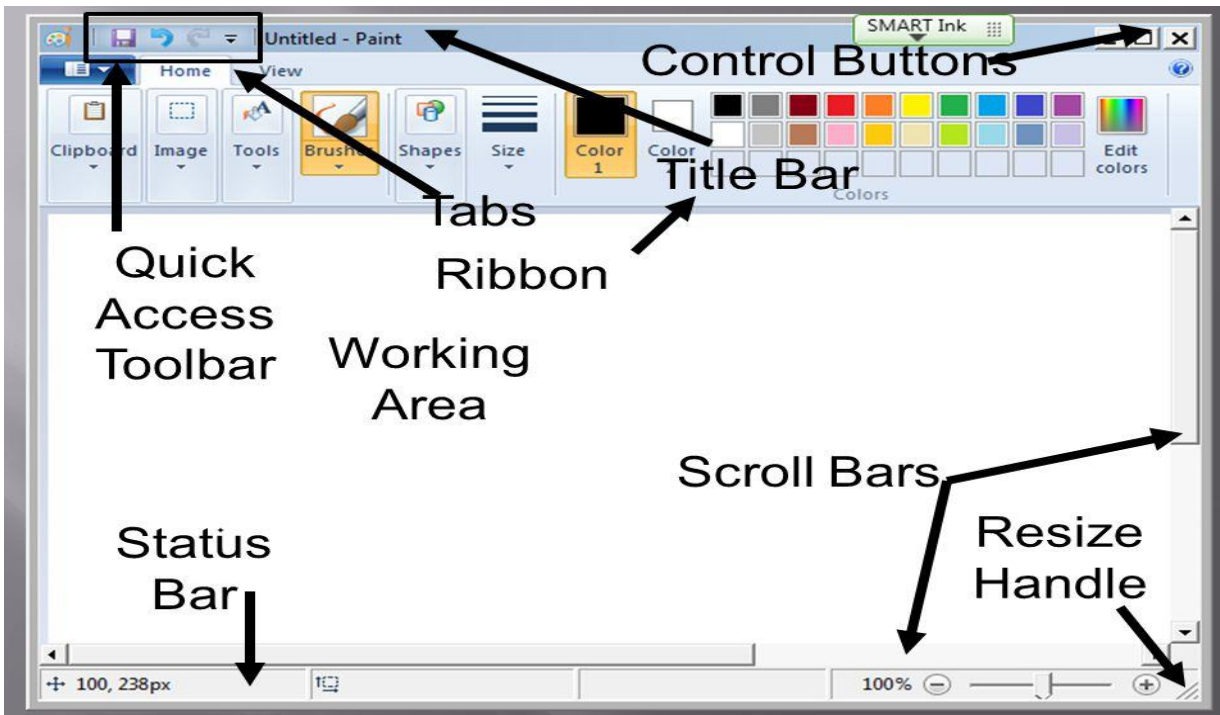 Untitled - Paint
SMART Ink
Control Buttons
Home View
Clipboard Image Tools Brushes Shapes Size Color 1 Color Edit colors
Title Bar
Colors
Tabs
Ribbon
Quick
Access
Toolbar
Working
Area
Scroll Bars
Resize
Handle
Status
Bar
100, 238px
100%